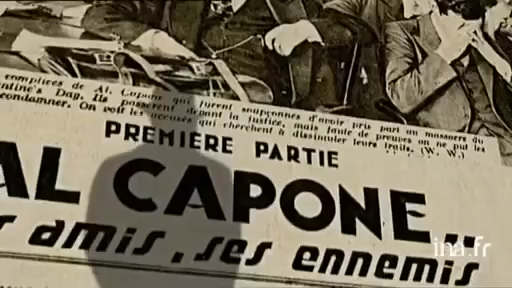 complices de Al. Capone qui furent soupçonnés d'avoir pris part au massacre du
entine's Day. Ils passèrent devant la justice, mais faute de preuves on ne put les
condamner. On voit les accusés qui cherchent à dissimuler leurs traits. (W. W.)
PREMIÈRE PARTIE
AL CAPONE..
s amis, ses ennemis
ina.fr